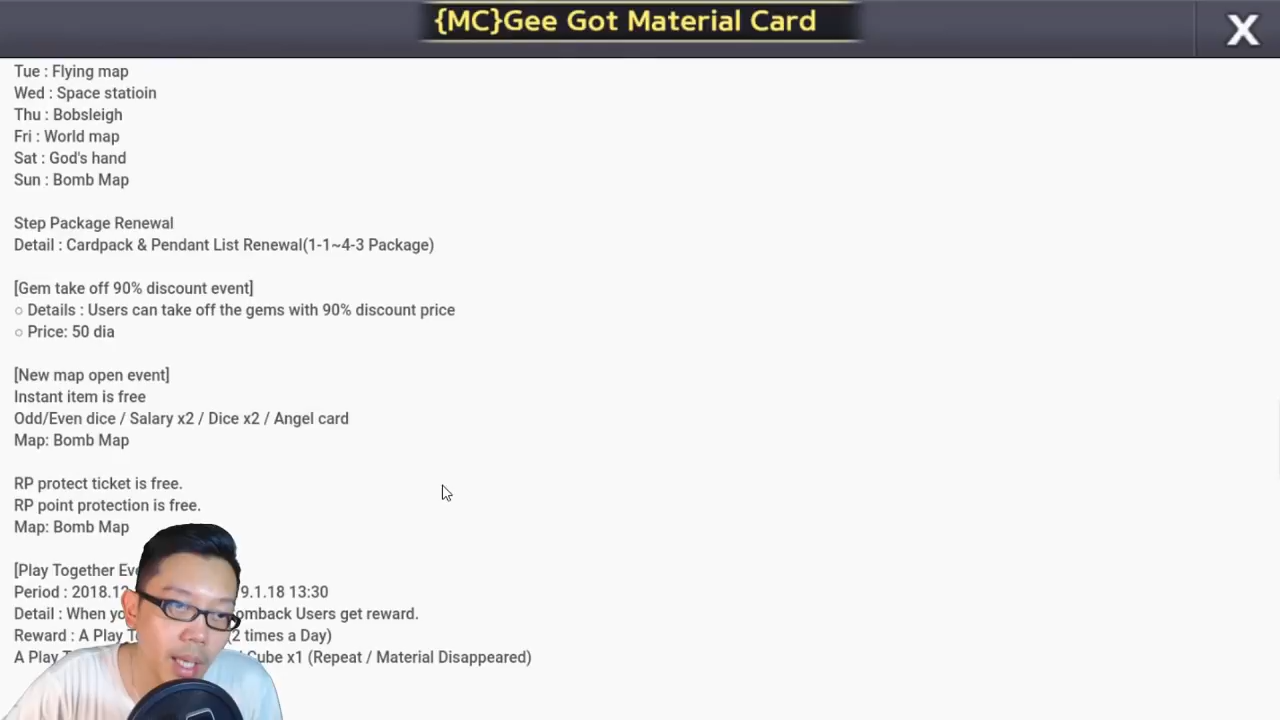 {MC}Gee Got Material Card
X
Tue : Flying map
Wed : Space statioin
Thu : Bobsleigh
Fri : World map
Sat : God's hand
Sun : Bomb Map
Step Package Renewal
Detail : Cardpack & Pendant List Renewal(1-1~4-3 Package)
[Gem take off 90% discount event]
○ Details : Users can take off the gems with 90% discount price
○ Price: 50 dia
[New map open event]
Instant item is free
Odd/Even dice / Salary x2 / Dice x2 / Angel card
Map: Bomb Map
RP protect ticket is free.
RP point protection is free.
Map: Bomb Map
[Play Together
Period : 2018.12 9.1.18 13:30
Detail : When Users get reward.
Reward : A Play (2 times a Day)
A Play Cube x1 (Repeat / Material Disappeared)